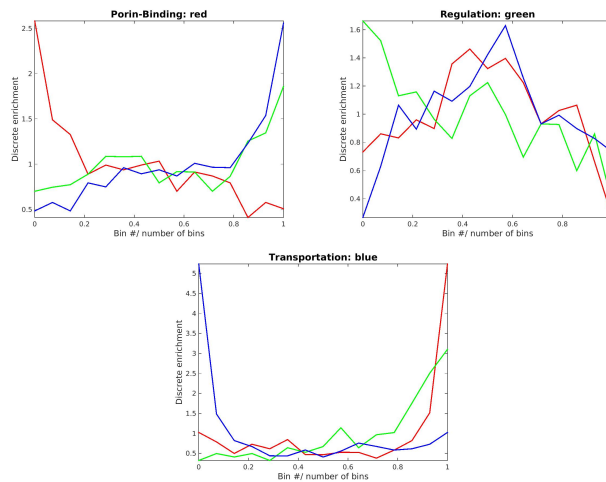 Porin-Binding: red
Discrete enrichment
2.5
2
1.5
1
0.5
0 0.2 0.4 0.6 0.8 1
Bin #/ number of bins
Regulation: green
Discrete enrichment
1.6
1.4
1.2
1
0.8
0.6
0.4
0 0.2 0.4 0.6 0.8
Bin #/ number of bins
Transportation: blue
Discrete enrichment
5
4.5
4
3.5
3
2.5
2
1.5
1
0.5
0 0.2 0.4 0.6 0.8 1
Bin #/ number of bins